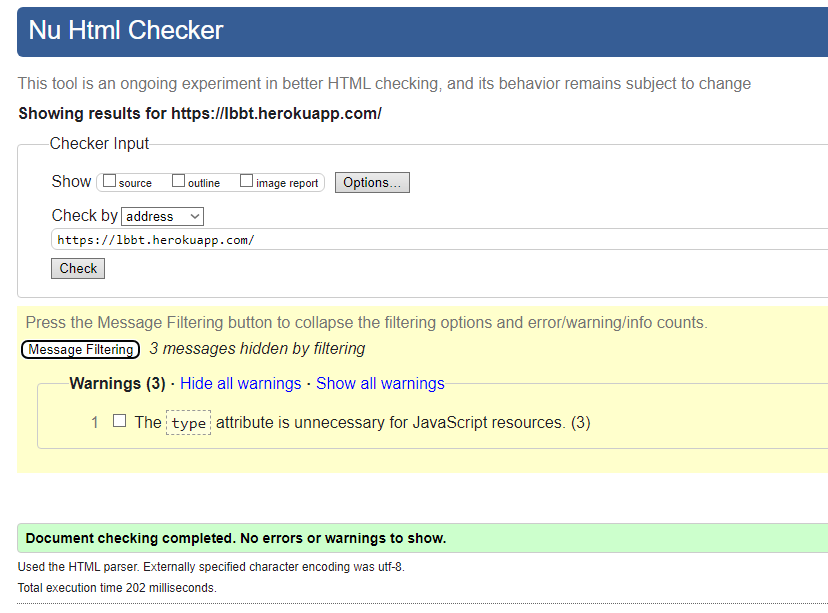 Nu Html Checker
This tool is an ongoing experiment in better HTML checking, and its behavior remains subject to change
Showing results for https://lbbt.herokuapp.com/
Checker Input
Show source outline image report Options...
Check by address
https://lbbt.herokuapp.com/
Check
Press the Message Filtering button to collapse the filtering options and error/warning/info counts.
Message Filtering 3 messages hidden by filtering
Warnings (3) · Hide all warnings · Show all warnings
1 The type attribute is unnecessary for JavaScript resources. (3)
Document checking completed. No errors or warnings to show.
Used the HTML parser. Externally specified character encoding was utf-8.
Total execution time 202 milliseconds.